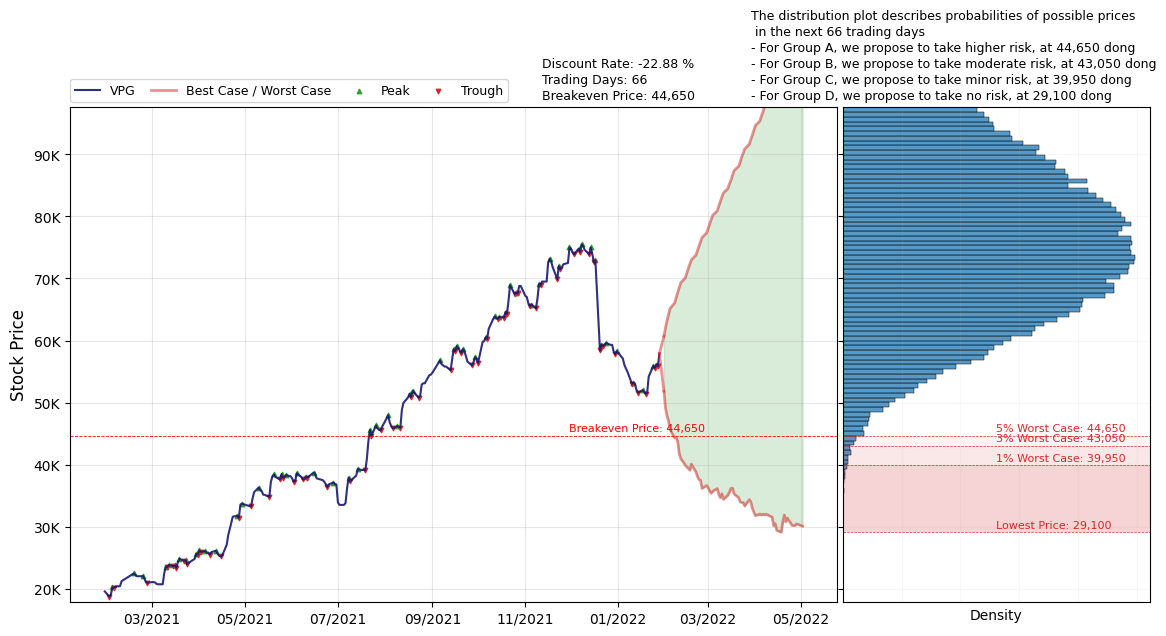 The distribution plot describes probabilities of possible prices
in the next 66 trading days
- For Group A, we propose to take higher risk, at 44,650 dong
- For Group B, we propose to take moderate risk, at 43,050 dong
- For Group C, we propose to take minor risk, at 39,950 dong
- For Group D, we propose to take no risk, at 29,100 dong
Discount Rate: -22.88 %
Trading Days: 66
Breakeven Price: 44,650
VPG
Best Case / Worst Case
Peak
Trough
Stock Price
90K
80K
70K
60K
50K
40K
30K
20K
Breakeven Price: 44,650
03/2021
05/2021
07/2021
09/2021
11/2021
01/2022
03/2022
05/2022
5% Worst Case: 44,650
3% Worst Case: 43,050
1% Worst Case: 39,950
Lowest Price: 29,100
Density